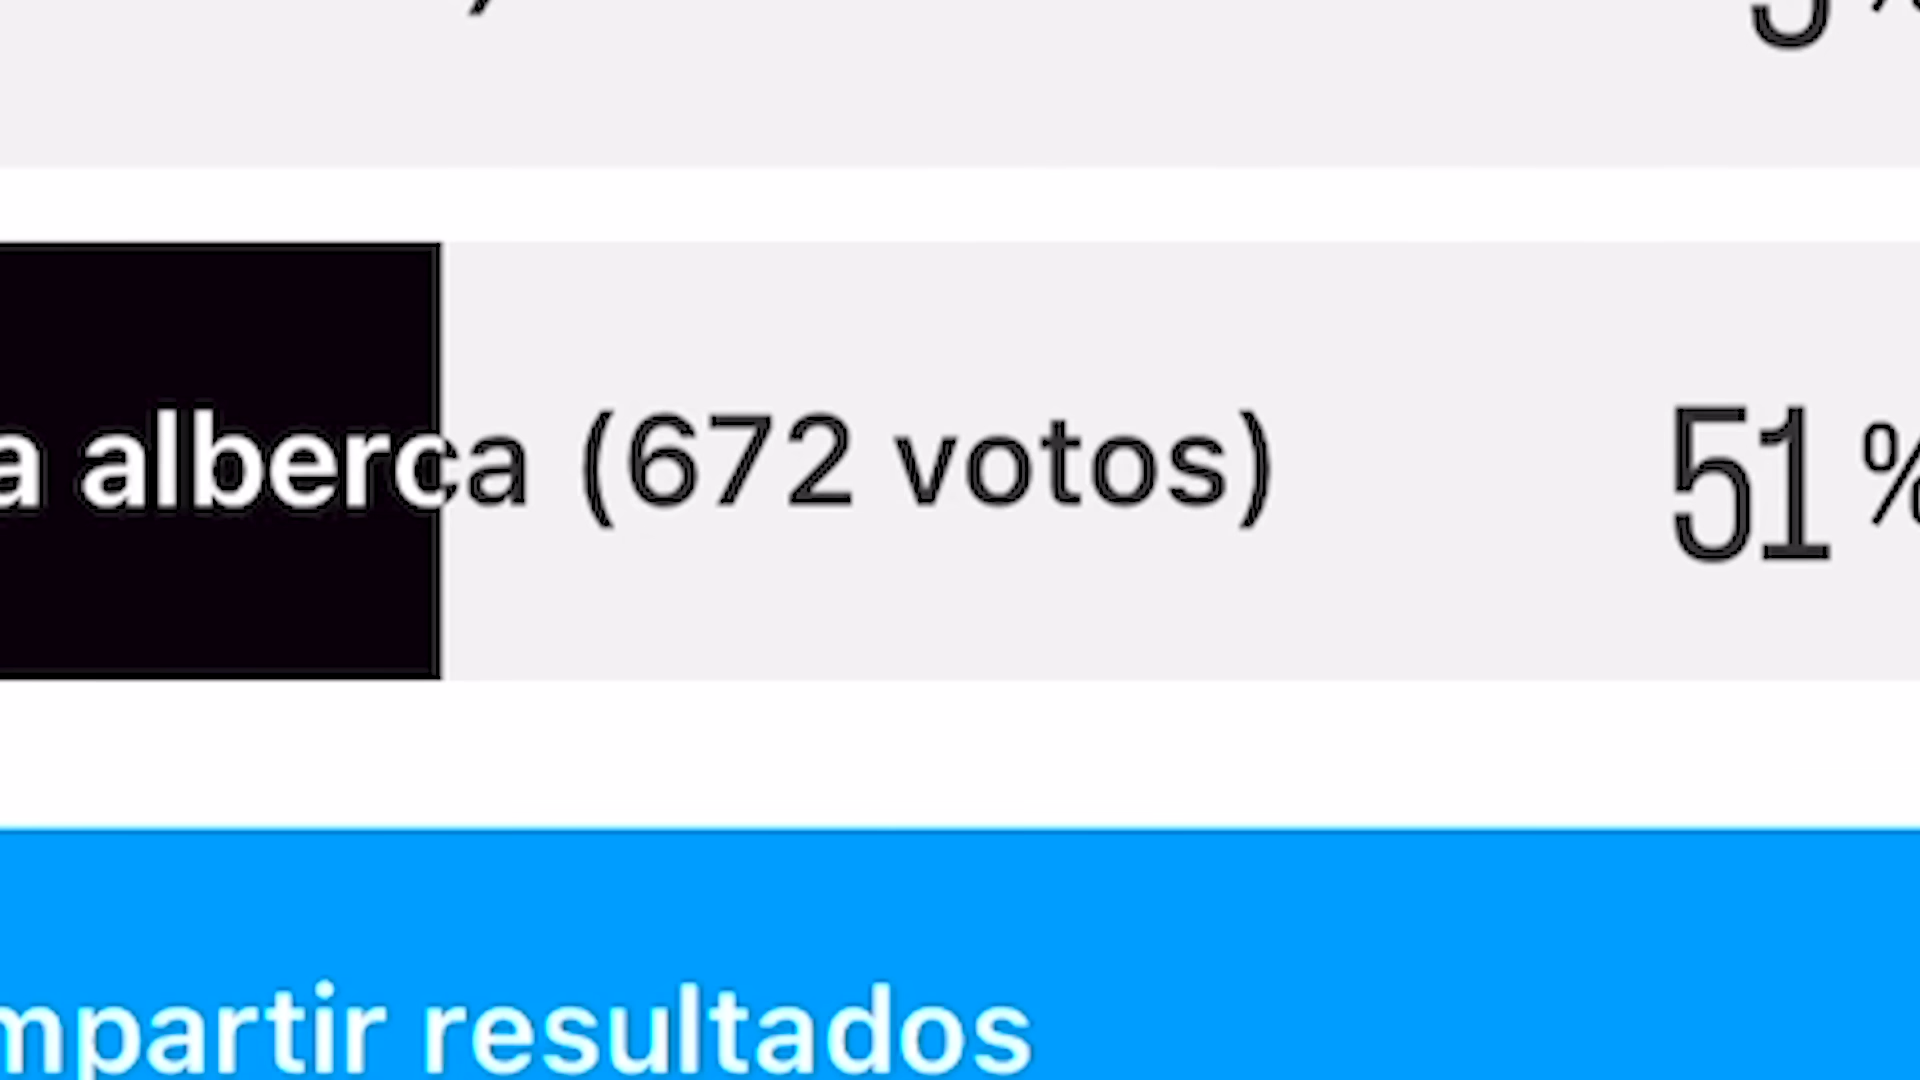 a alberca (672 votos) 51 %
mpartir resultados